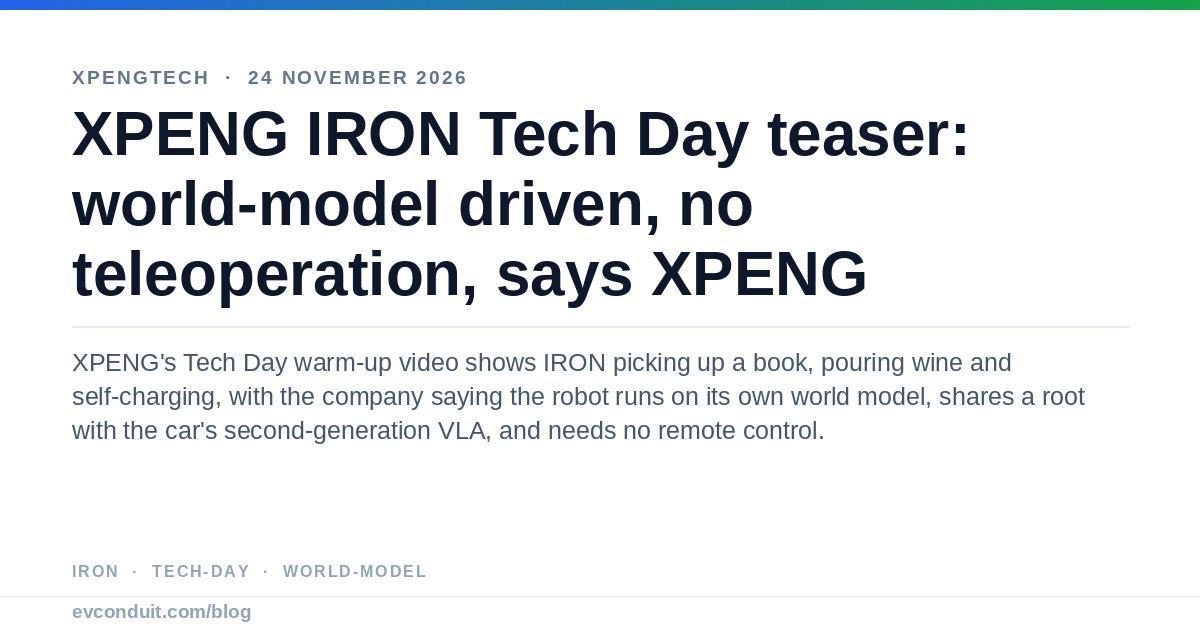 XPENGTECH · 24 NOVEMBER 2026
XPENG IRON Tech Day teaser:
world-model driven, no
teleoperation, says XPENG
XPENG's Tech Day warm-up video shows IRON picking up a book, pouring wine and
self-charging, with the company saying the robot runs on its own world model, shares a root
with the car's second-generation VLA, and needs no remote control.
IRON · TECH-DAY · WORLD-MODEL
evconduit.com/blog